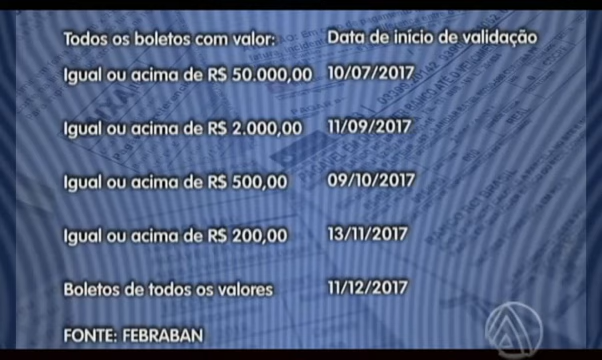 Todos os boletos com valor: Data de início de validação
Igual ou acima de R$ 50.000,00 10/07/2017
Igual ou acima de R$ 2.000,00 11/09/2017
Igual ou acima de R$ 500,00 09/10/2017
Igual ou acima de R$ 200,00 13/11/2017
Boletos de todos os valores 11/12/2017
FONTE: FEBRABAN